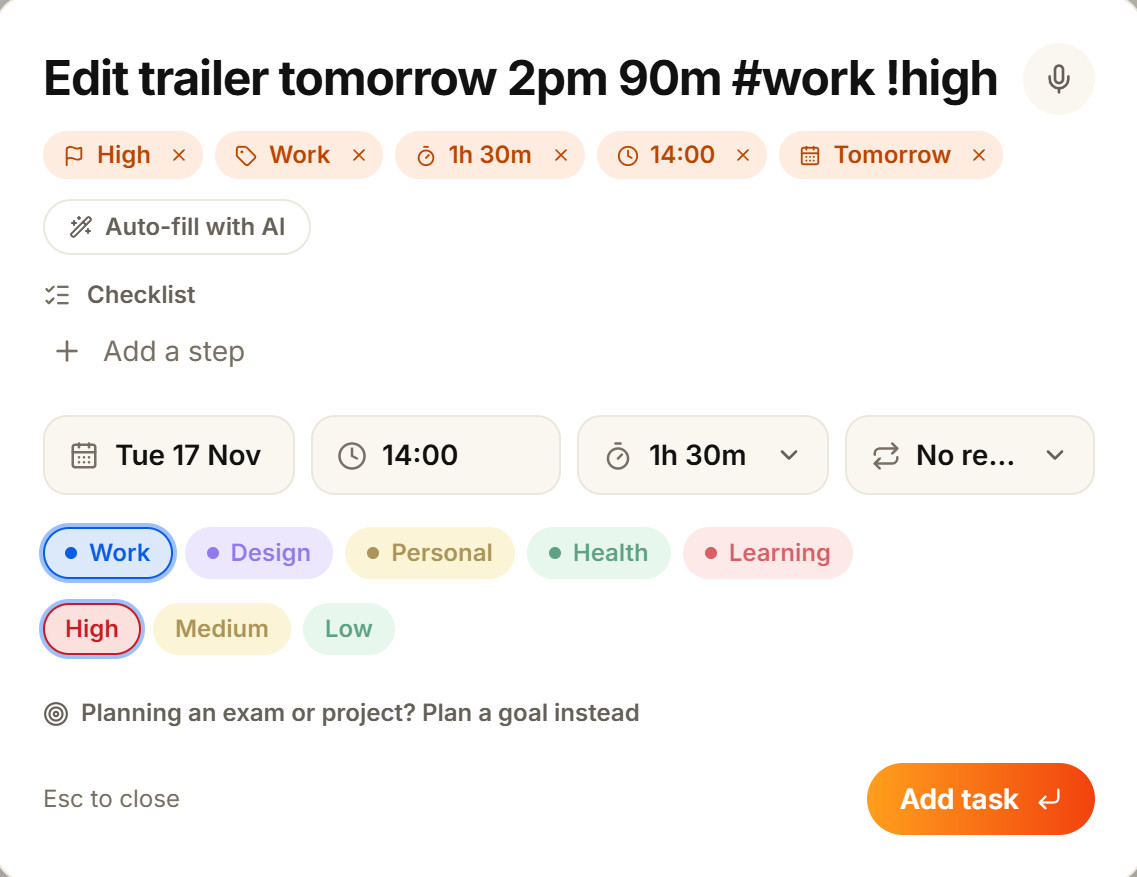 Edit trailer tomorrow 2pm 90m #work !high
High Work 1h 30m 14:00 Tomorrow
Auto-fill with AI
Checklist
Add a step
Tue 17 Nov 14:00 1h 30m No re...
Work Design Personal Health Learning
High Medium Low
Planning an exam or project? Plan a goal instead
Esc to close Add task